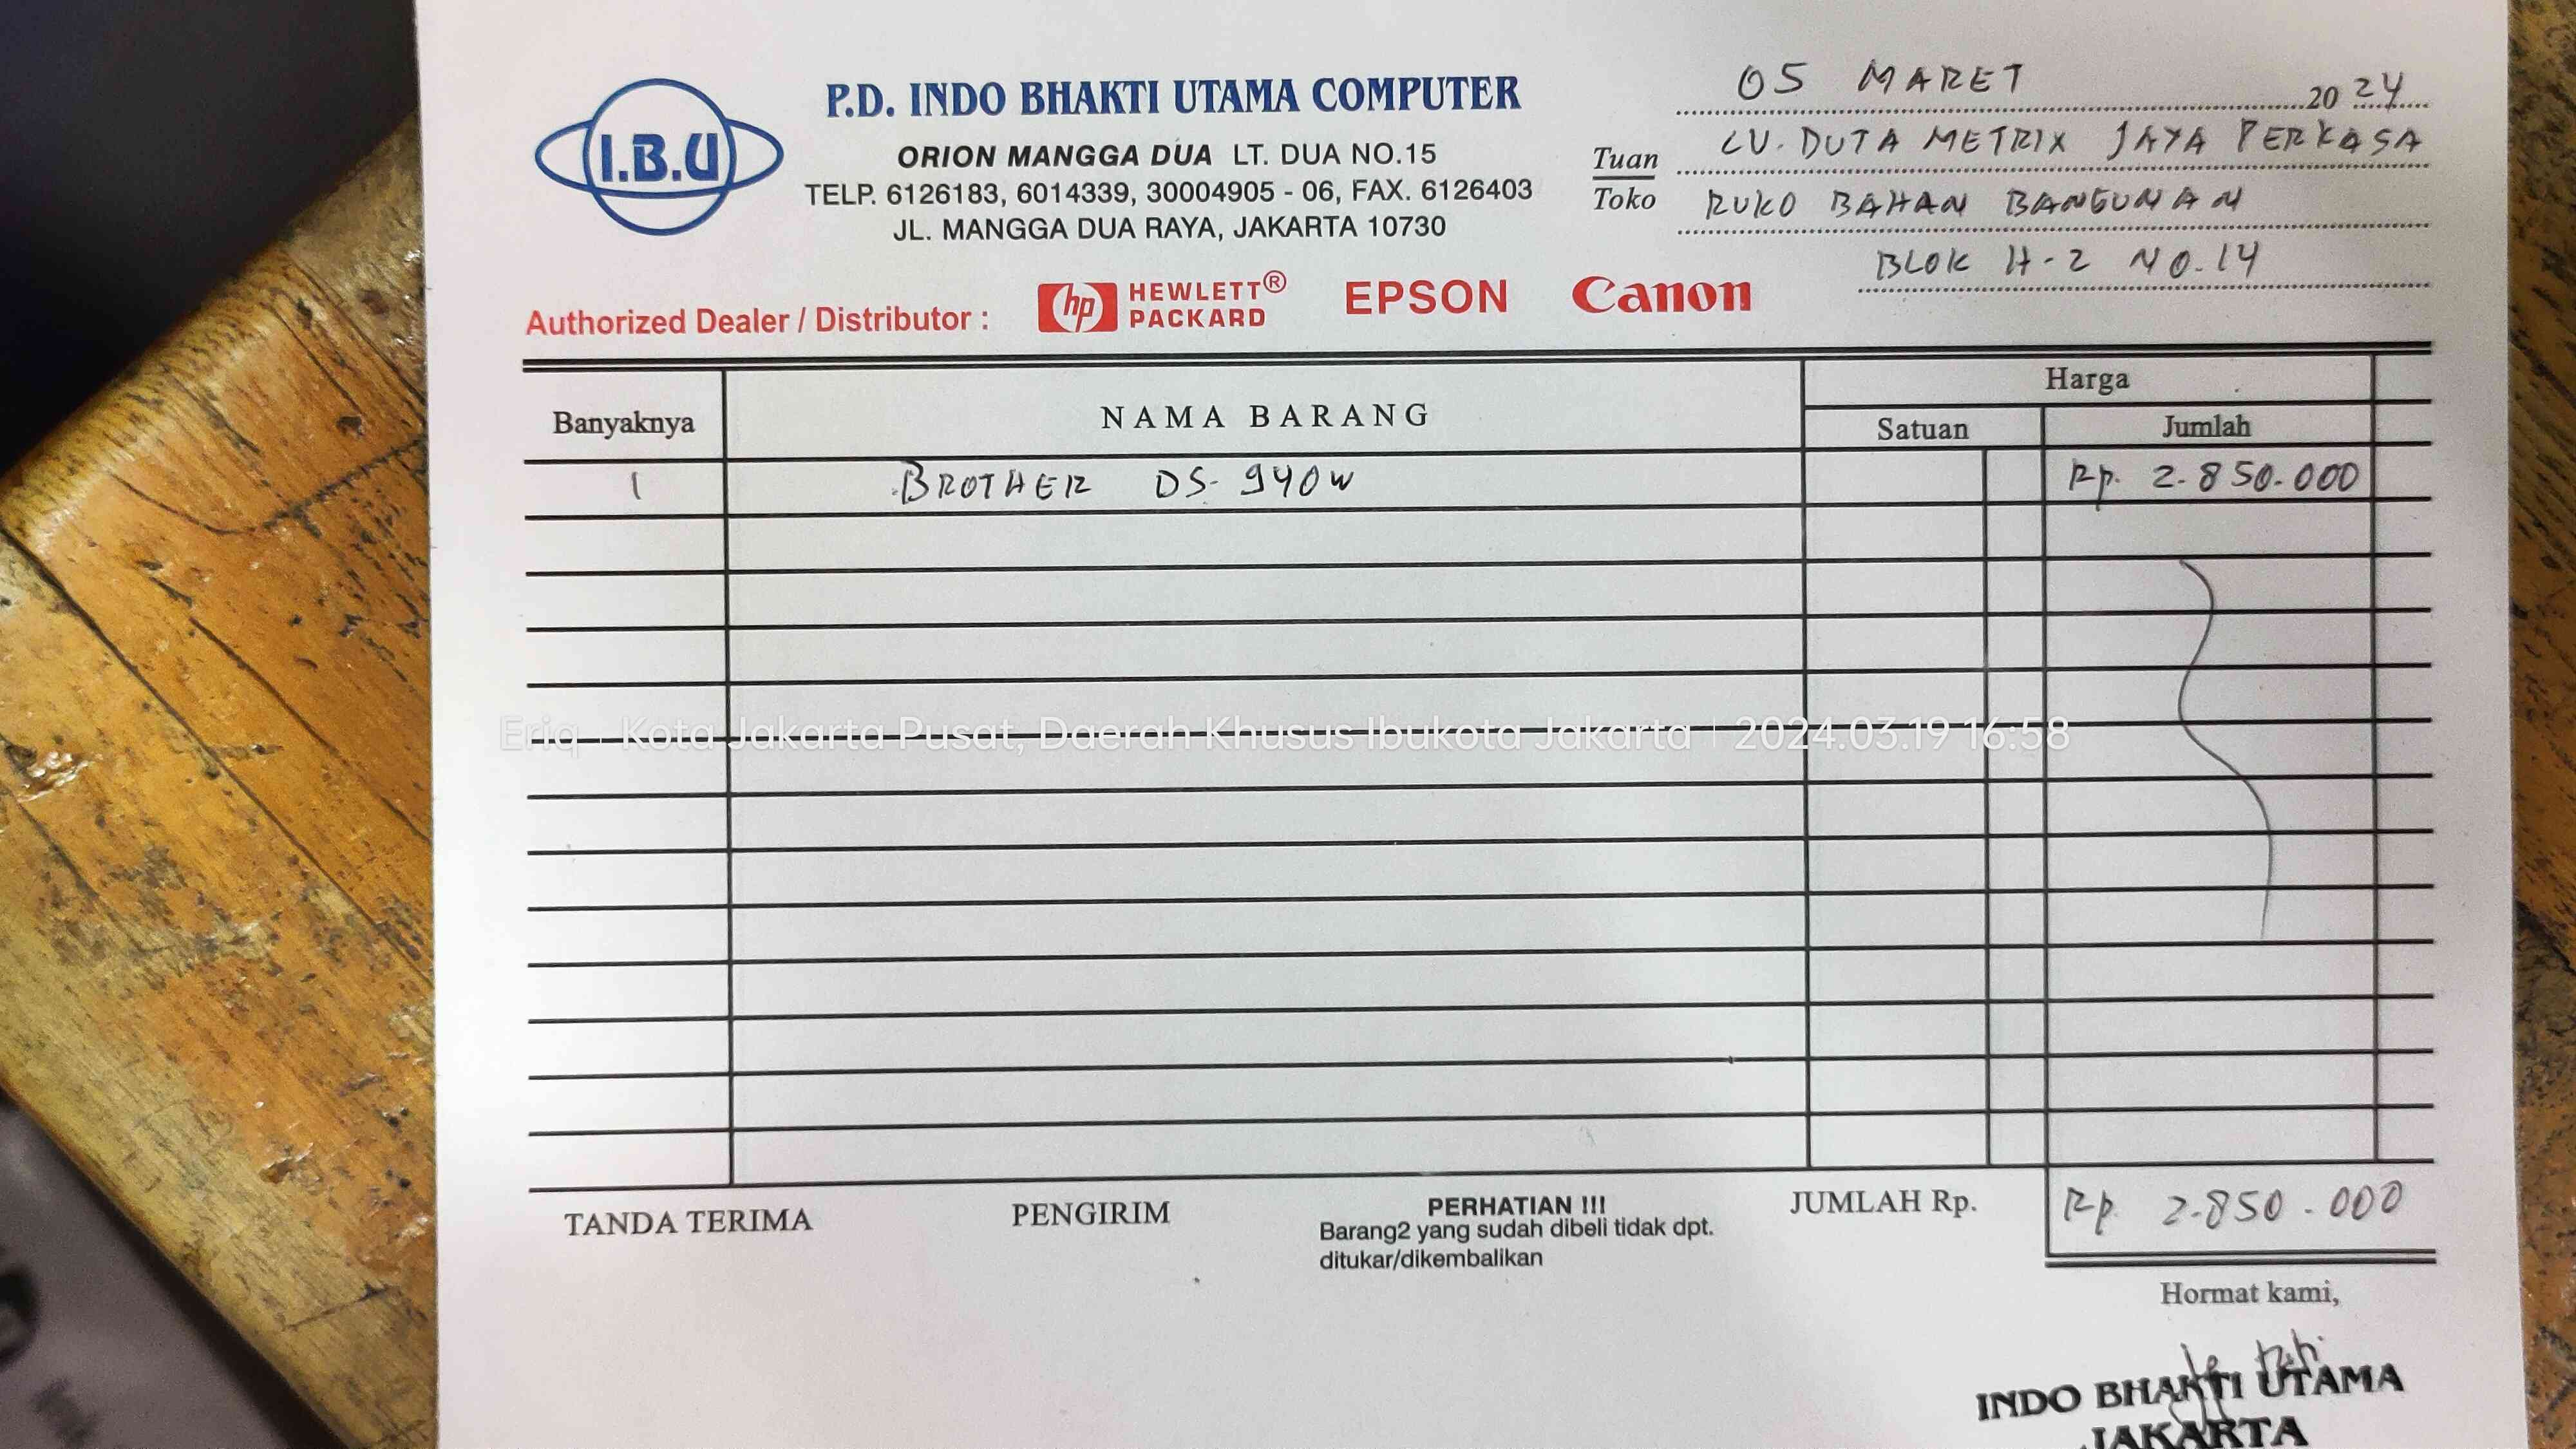 I.B.U
P.D. INDO BHAKTI UTAMA COMPUTER
ORION MANGGA DUA LT. DUA NO.15
TELP. 6126183, 6014339, 30004905 - 06, FAX. 6126403
JL. MANGGA DUA RAYA, JAKARTA 10730
05 MARET 2024
Tuan
Toko
CV. DUTA METRIX JAYA PERKASA
RUKO BAHAN BANGUNAN
BLOK H-2 NO.14
Authorized Dealer / Distributor : hp HEWLETT® PACKARD EPSON Canon
Banyaknya NAMA BARANG Harga
Satuan Jumlah
1 BROTHER DS-940W Rp. 2.850.000
Eriq · Kota Jakarta Pusat, Daerah Khusus Ibukota Jakarta | 2024.03.19 16:58
TANDA TERIMA PENGIRIM PERHATIAN !!! JUMLAH Rp. Rp. 2.850.000
Barang2 yang sudah dibeli tidak dpt.
ditukar/dikembalikan
Hormat kami,
INDO BHAKTI UTAMA
JAKARTA